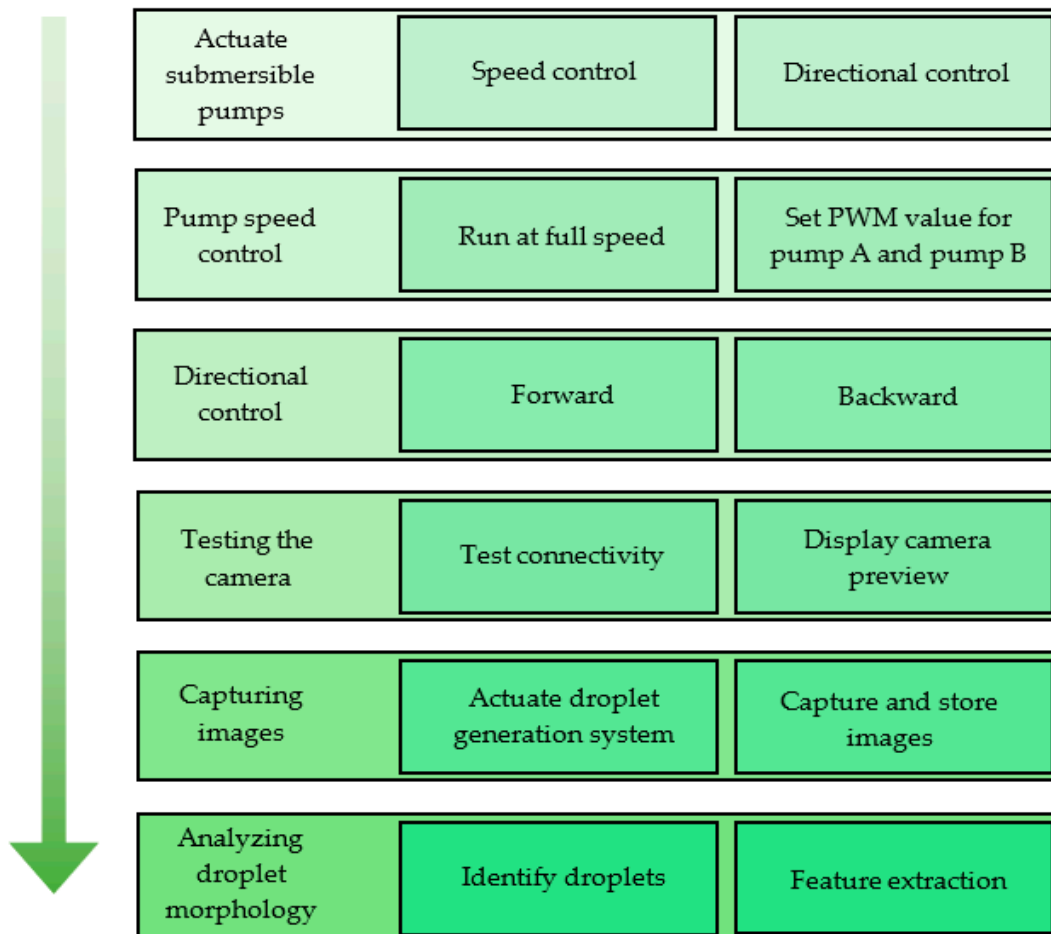 Actuate
submersible
pumps
Speed control
Directional control
Pump speed
control
Run at full speed
Set PWM value for
pump A and pump B
Directional
control
Forward
Backward
Testing the
camera
Test connectivity
Display camera
preview
Capturing
images
Actuate droplet
generation system
Capture and store
images
Analyzing
droplet
morphology
Identify droplets
Feature extraction